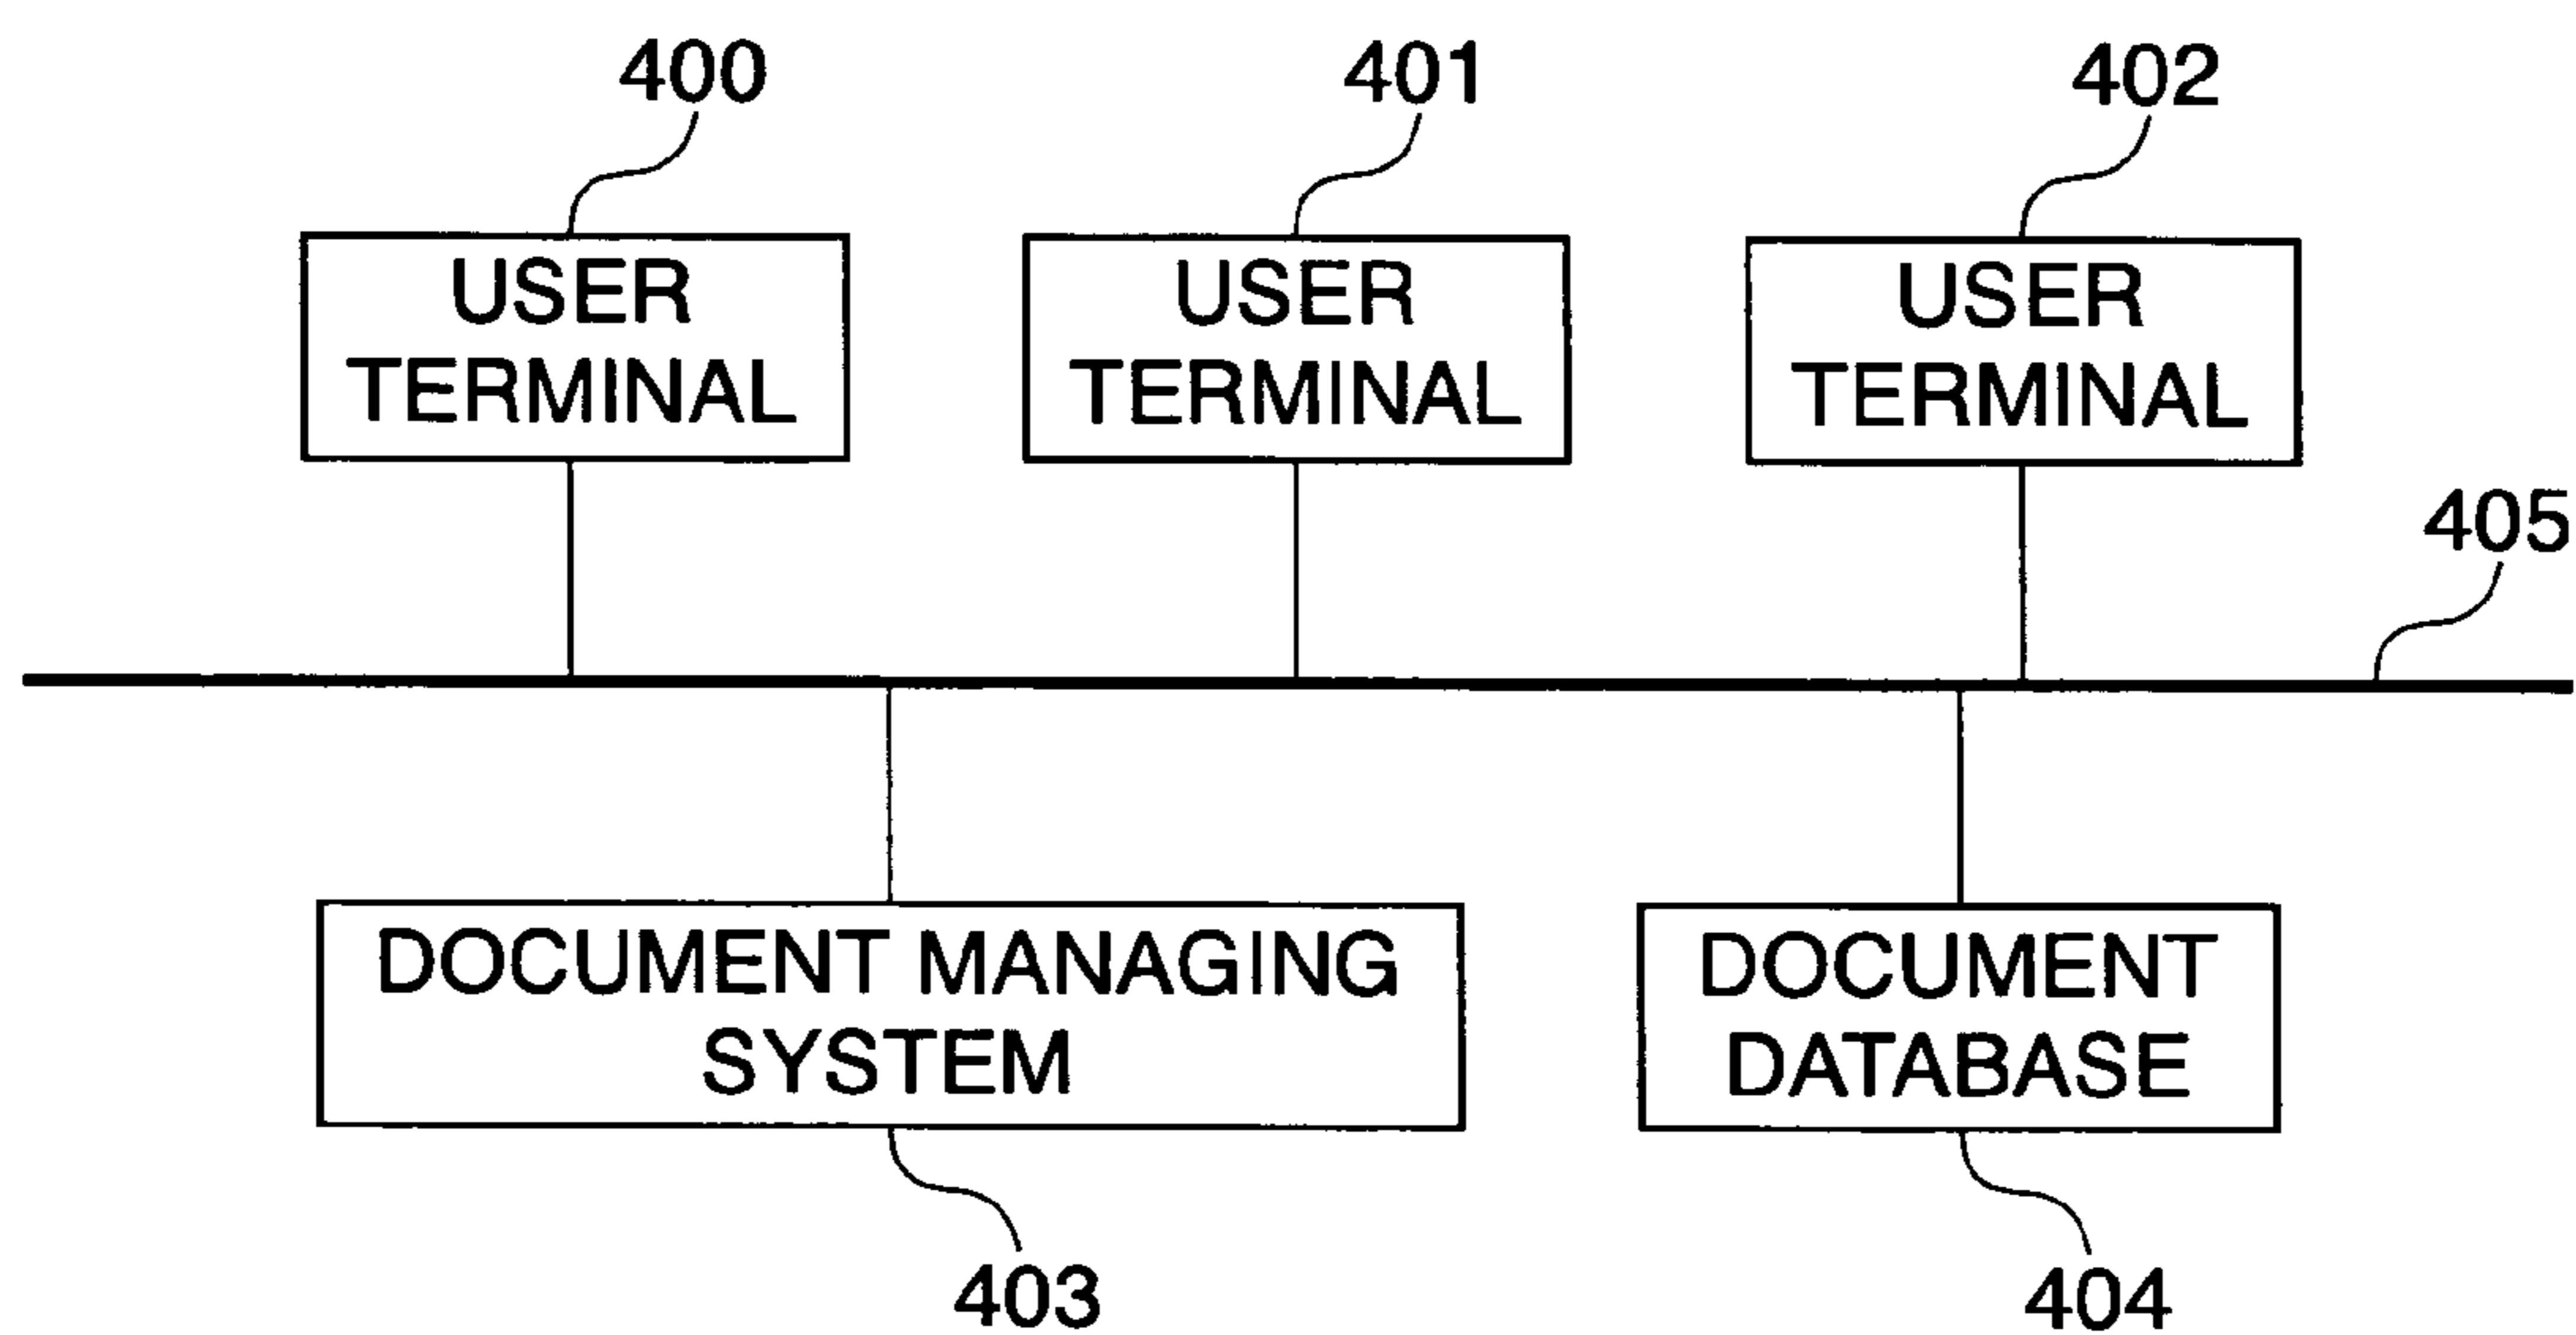 400
401
402
USER
TERMINAL
USER
TERMINAL
USER
TERMINAL
405
DOCUMENT MANAGING
SYSTEM
DOCUMENT
DATABASE
403
404